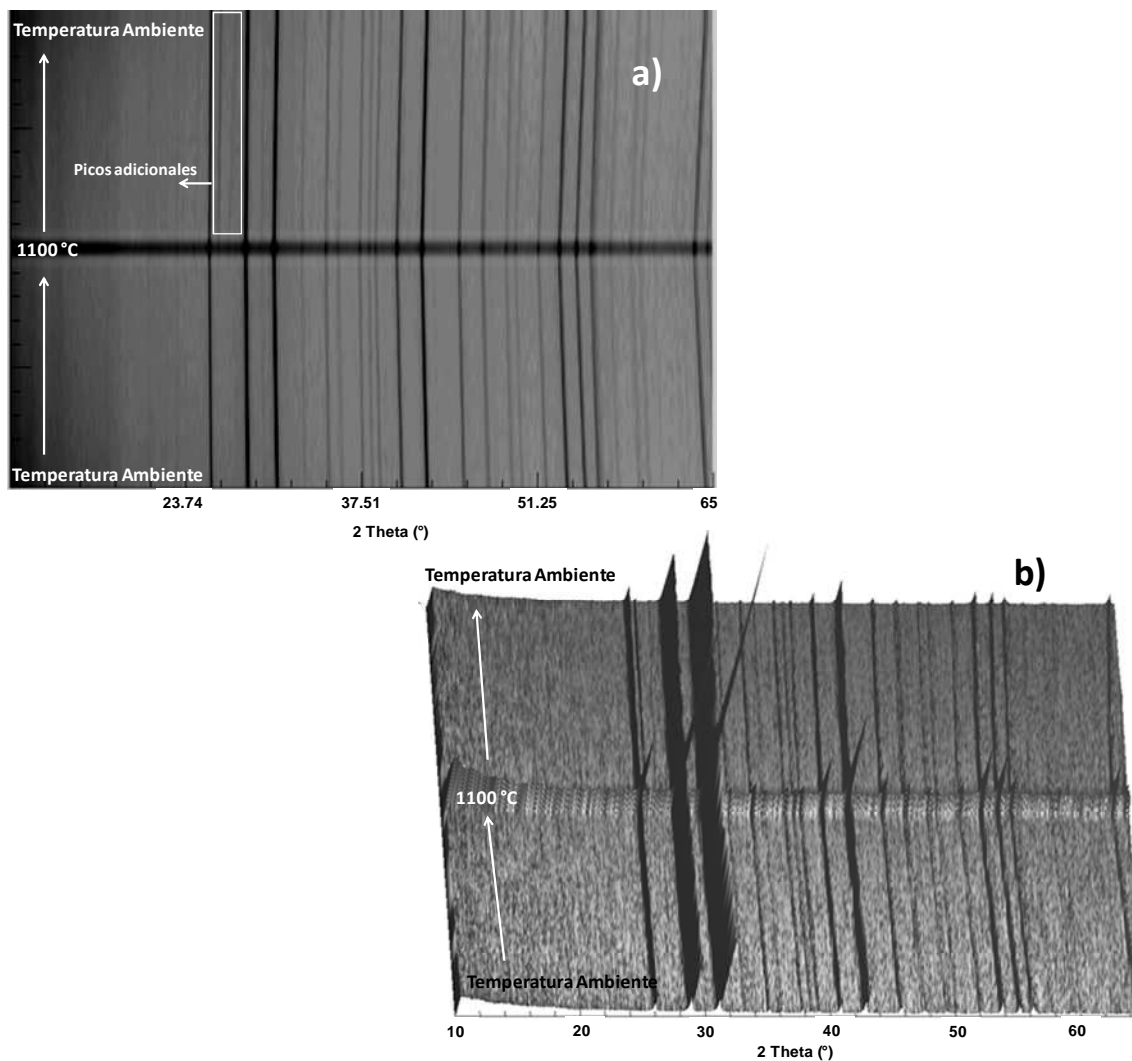 Temperatura Ambiente
a)
Picos adicionales
1100 °C
Temperatura Ambiente
23.74 37.51 51.25 65
2 Theta (°)
b)
Temperatura Ambiente
1100 °C
Temperatura Ambiente
10 20 30 40 50 60
2 Theta (°)